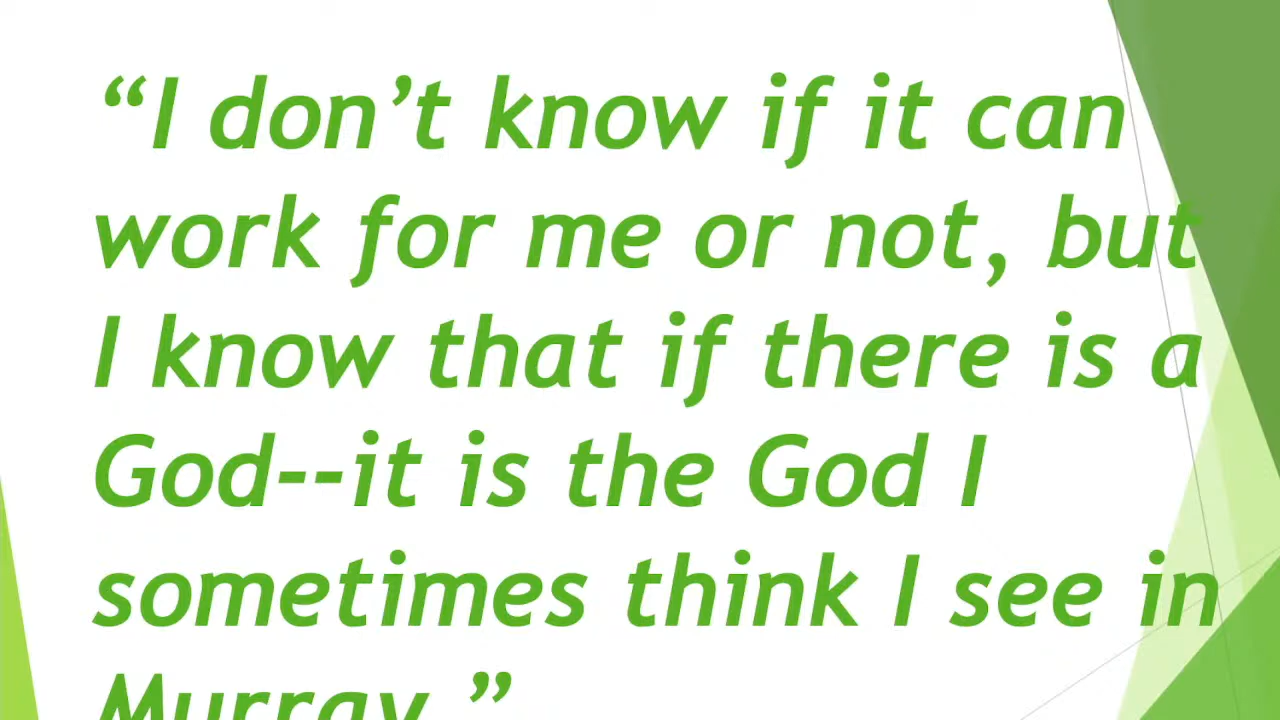 “I don’t know if it can
work for me or not, but
I know that if there is a
God--it is the God I
sometimes think I see in
Murray.”